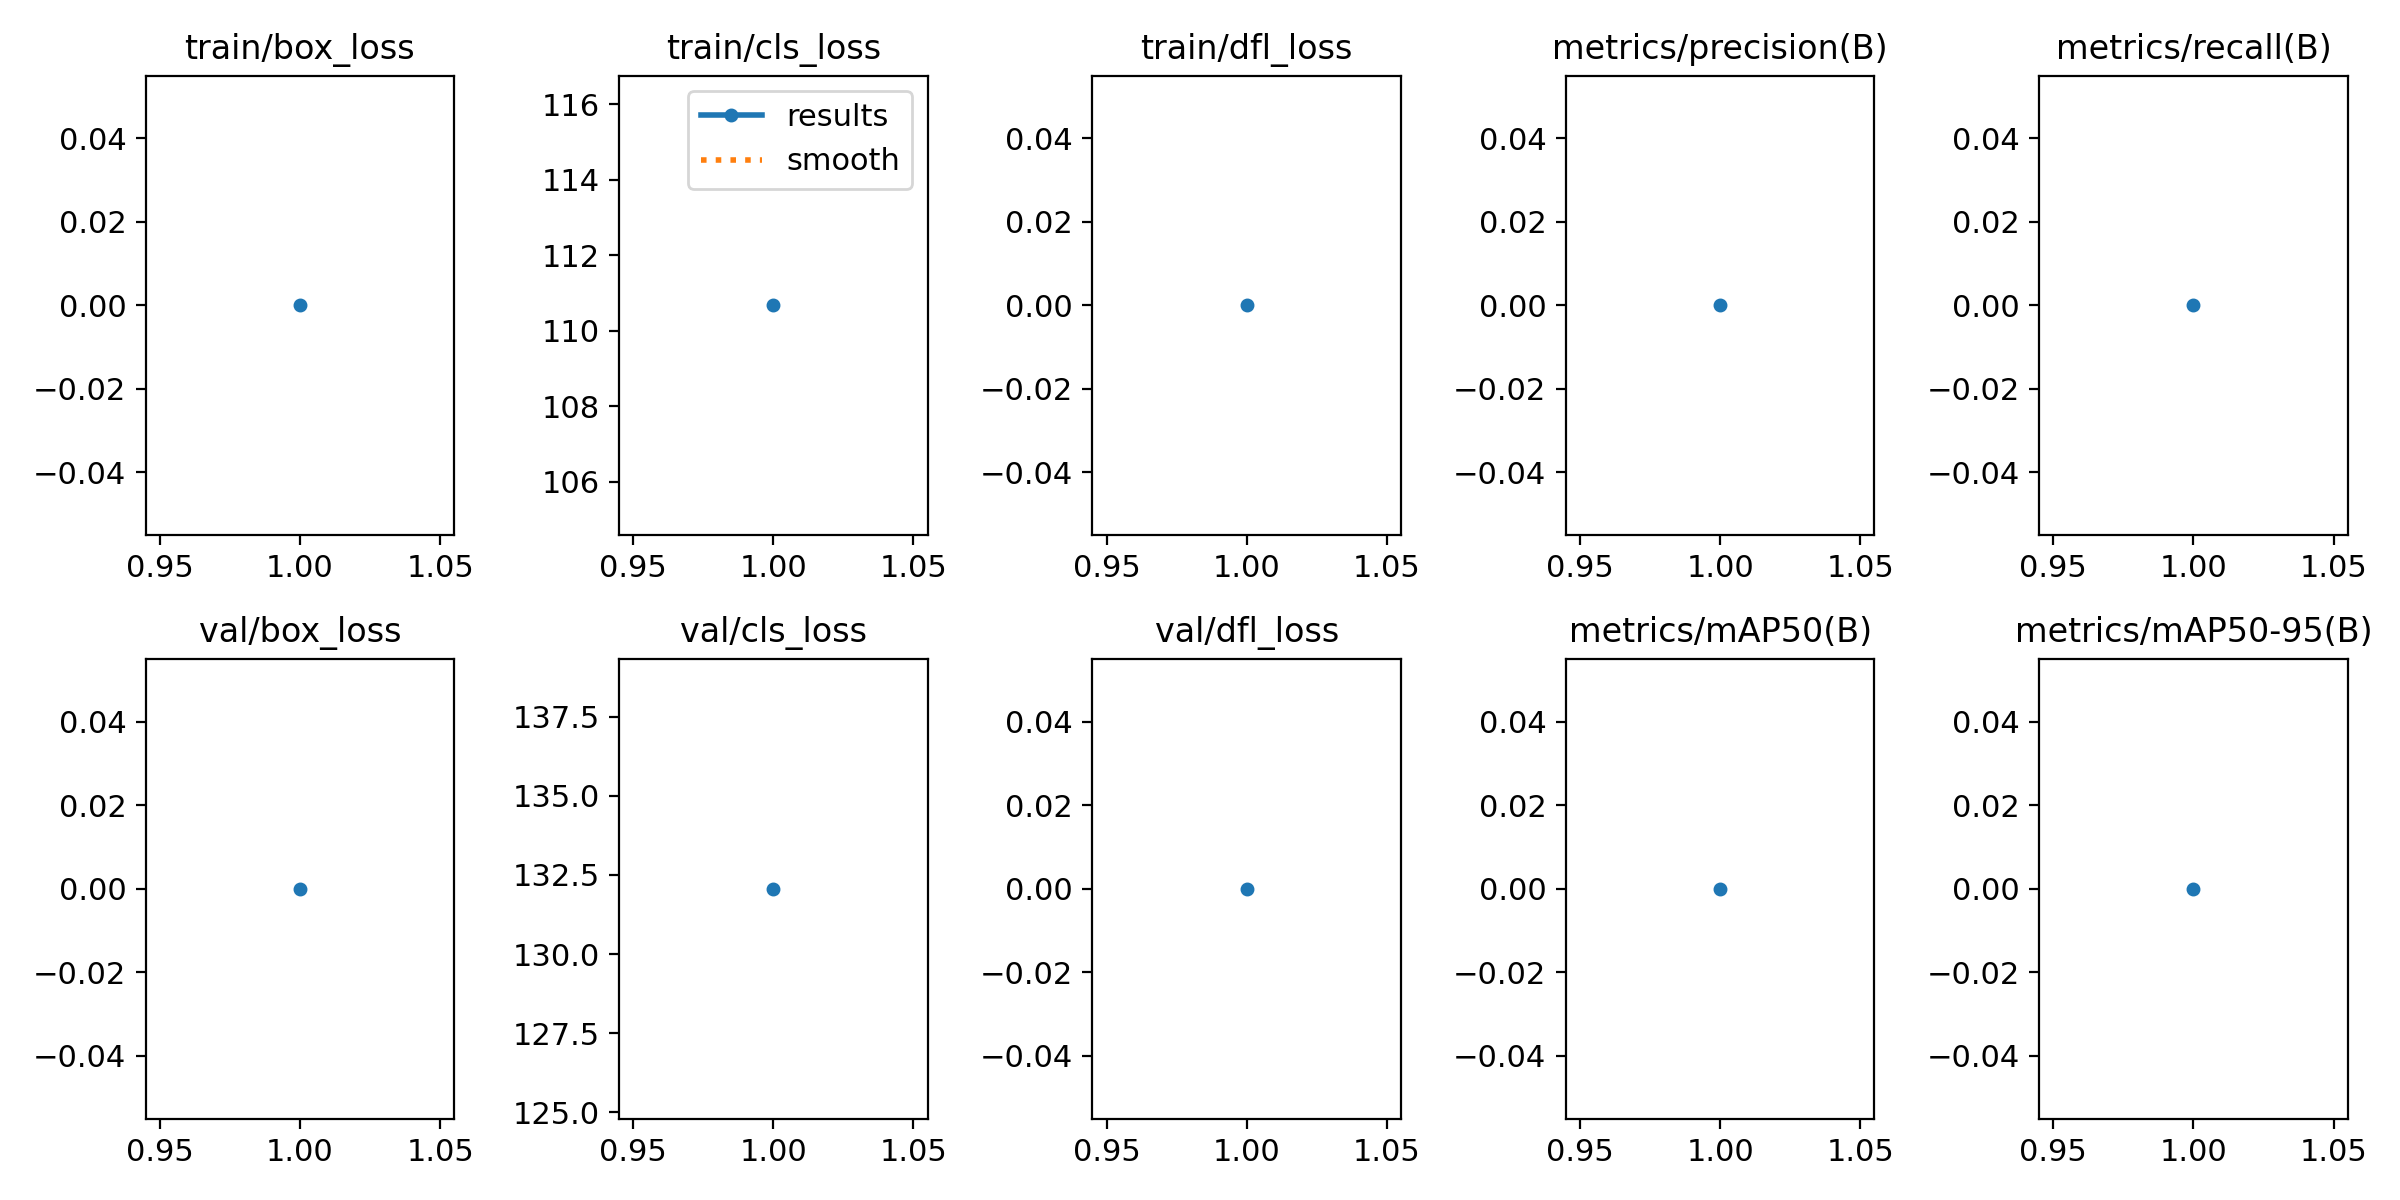 train/box_loss
0.04
0.02
0.00
−0.02
−0.04
0.95 1.00 1.05
train/cls_loss
116
114
112
110
108
106
results
smooth
0.95 1.00 1.05
train/dfl_loss
0.04
0.02
0.00
−0.02
−0.04
0.95 1.00 1.05
metrics/precision(B)
0.04
0.02
0.00
−0.02
−0.04
0.95 1.00 1.05
metrics/recall(B)
0.04
0.02
0.00
−0.02
−0.04
0.95 1.00 1.05
val/box_loss
0.04
0.02
0.00
−0.02
−0.04
0.95 1.00 1.05
val/cls_loss
137.5
135.0
132.5
130.0
127.5
125.0
0.95 1.00 1.05
val/dfl_loss
0.04
0.02
0.00
−0.02
−0.04
0.95 1.00 1.05
metrics/mAP50(B)
0.04
0.02
0.00
−0.02
−0.04
0.95 1.00 1.05
metrics/mAP50-95(B)
0.04
0.02
0.00
−0.02
−0.04
0.95 1.00 1.05